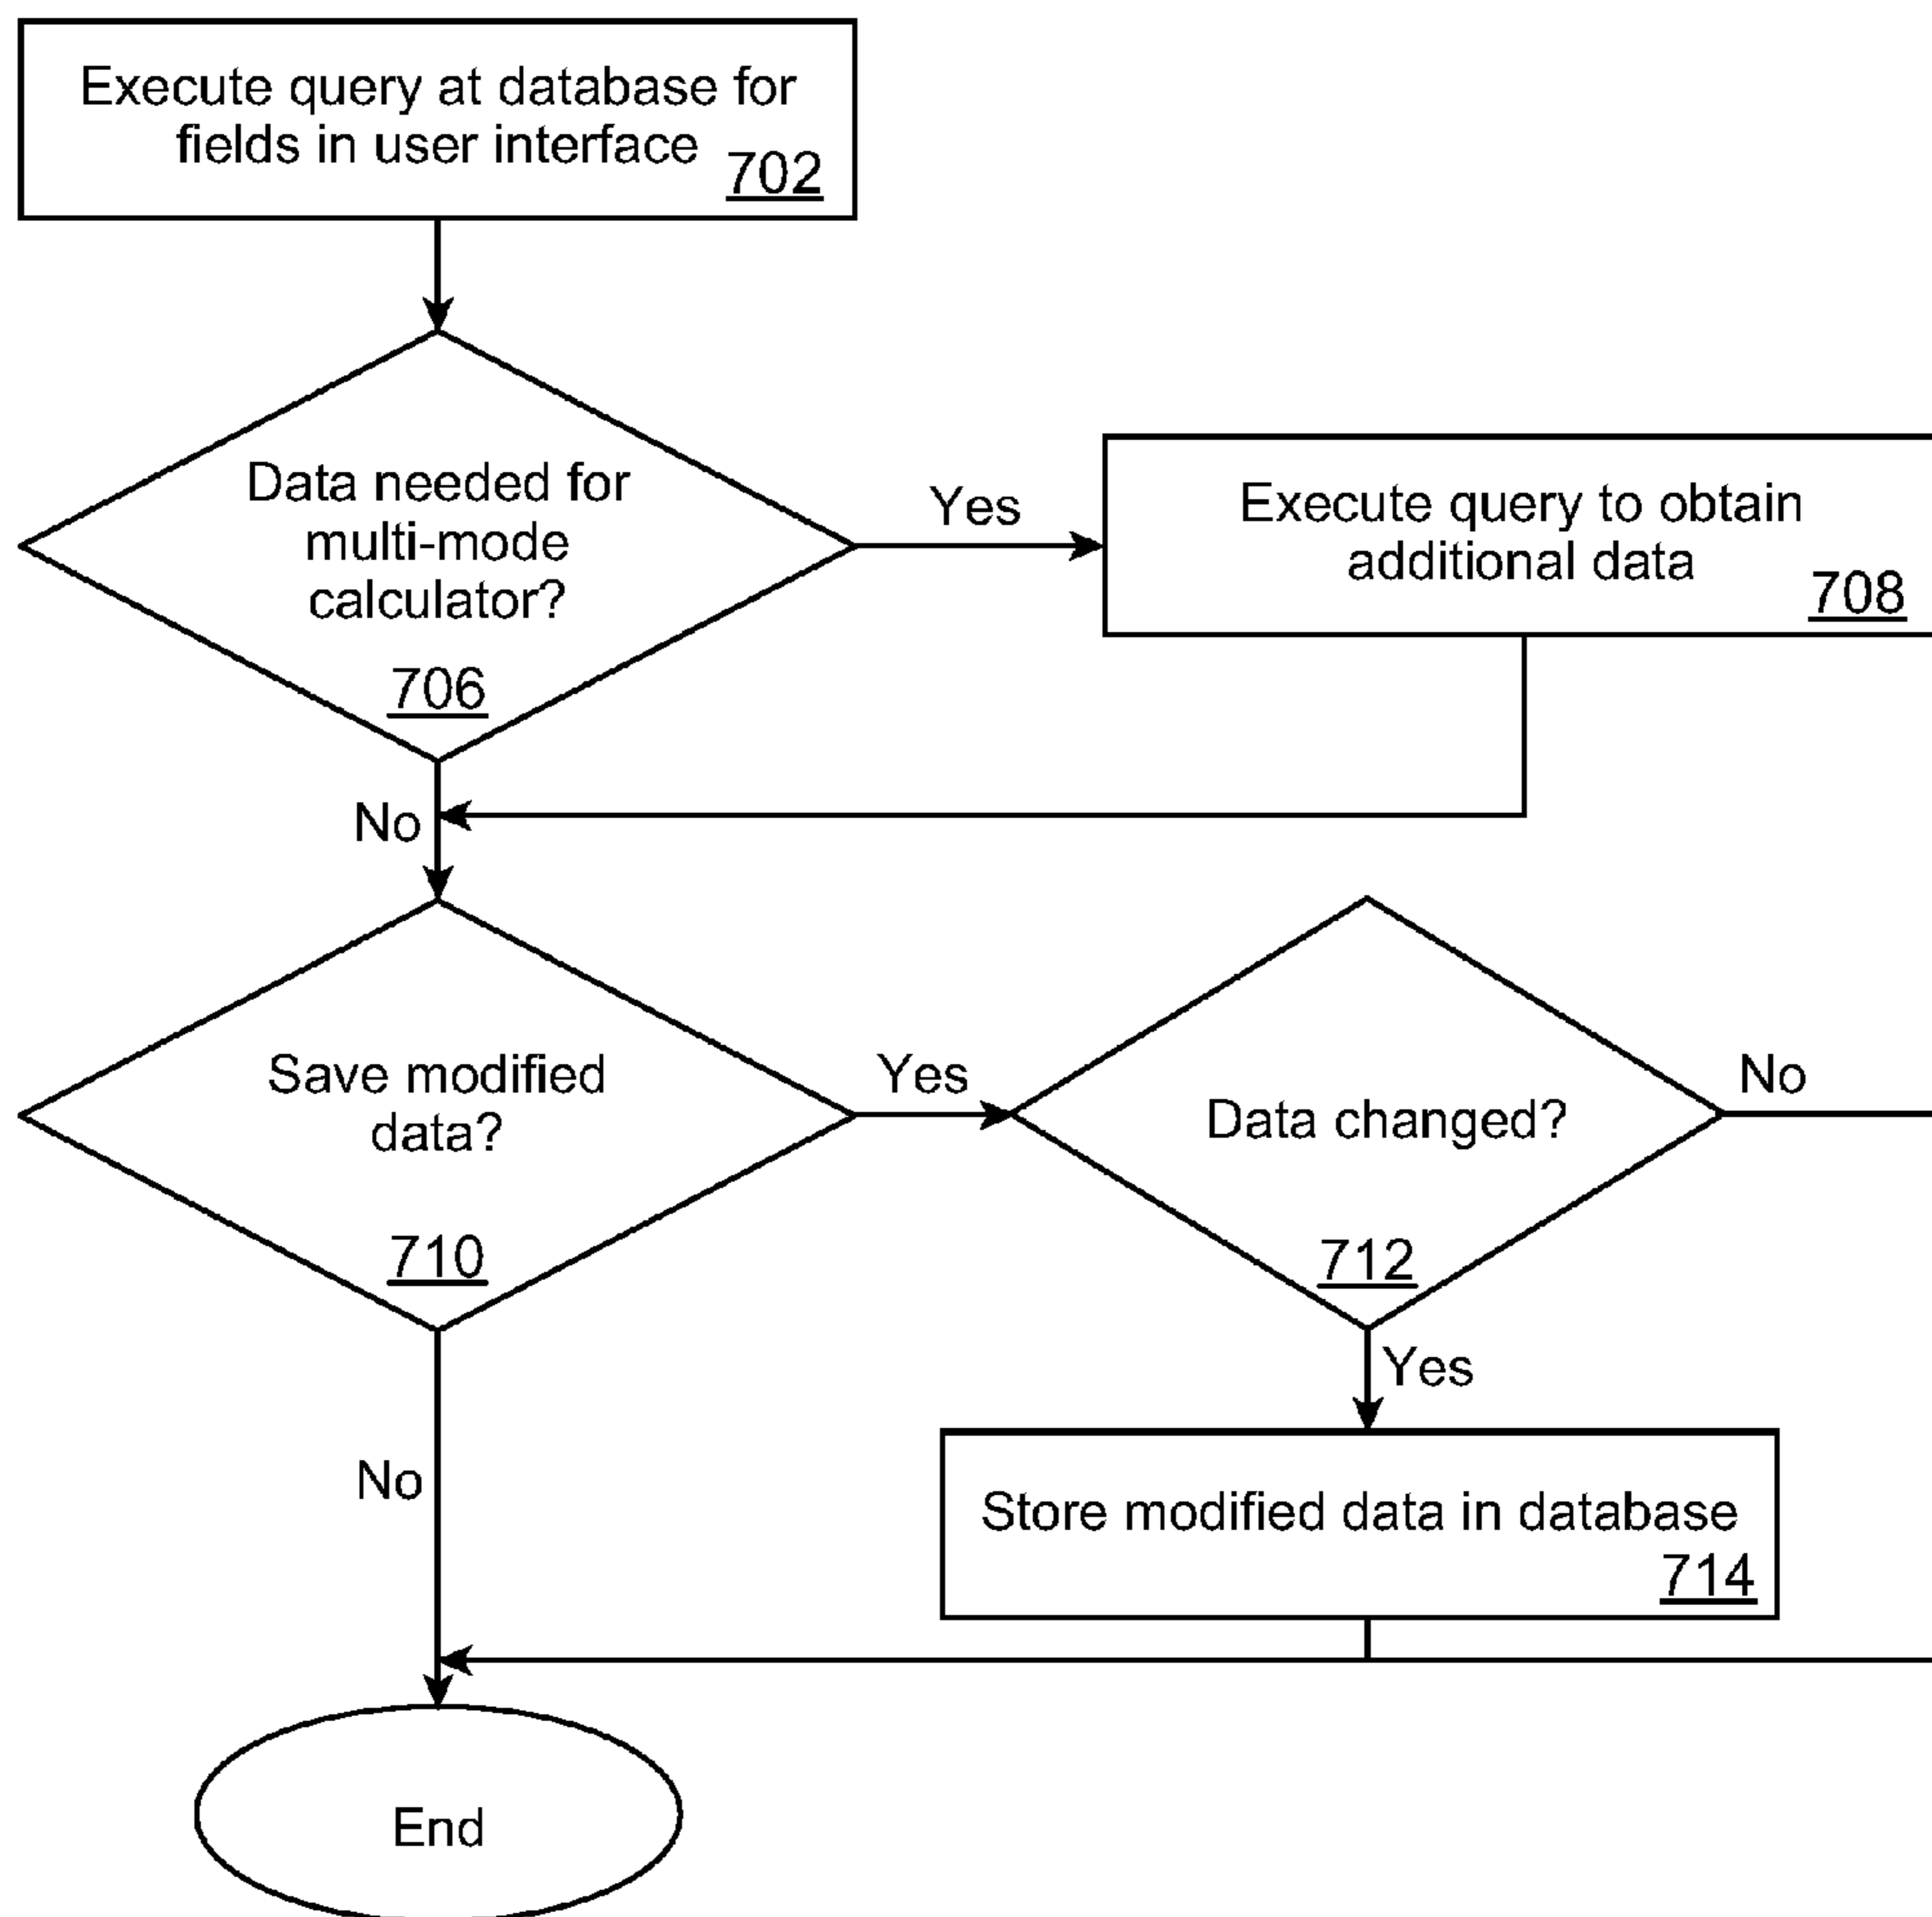 Execute query at database for
fields in user interface
702
Data needed for
multi-mode
calculator?
706
Yes
Execute query to obtain
additional data
708
No
Save modified
data?
710
Yes
Data changed?
712
No
Yes
No
Store modified data in database
714
End